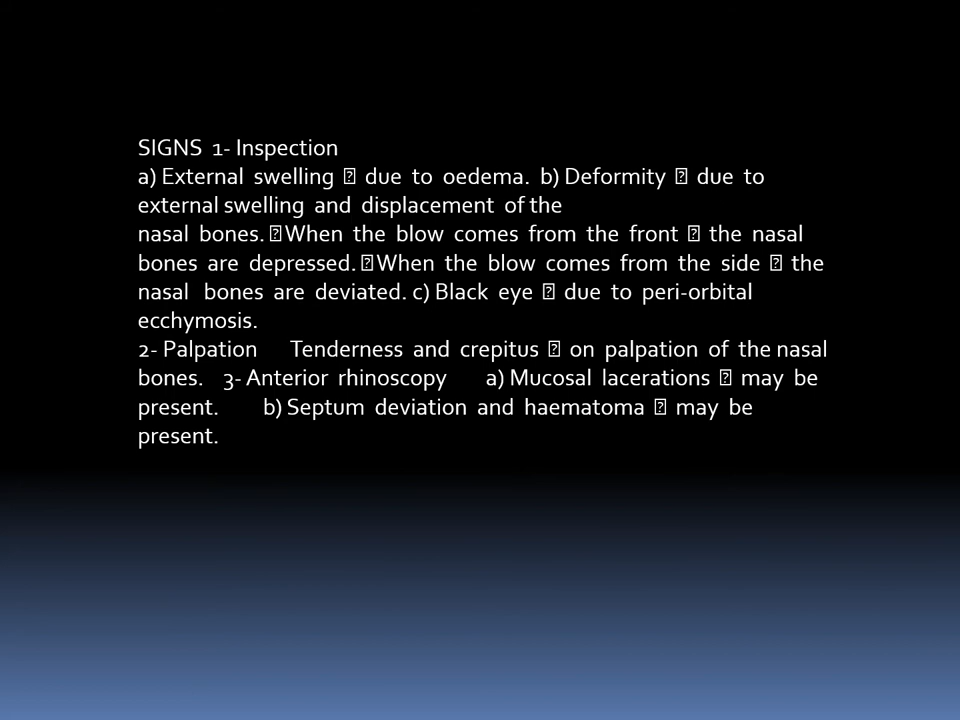 SIGNS 1- Inspection
a) External swelling ⍰ due to oedema. b) Deformity ⍰ due to
external swelling and displacement of the
nasal bones. ⍰When the blow comes from the front ⍰ the nasal
bones are depressed. ⍰When the blow comes from the side ⍰ the
nasal bones are deviated. c) Black eye ⍰ due to peri-orbital
ecchymosis.
2- Palpation Tenderness and crepitus ⍰ on palpation of the nasal
bones. 3- Anterior rhinoscopy a) Mucosal lacerations ⍰ may be
present. b) Septum deviation and haematoma ⍰ may be
present.